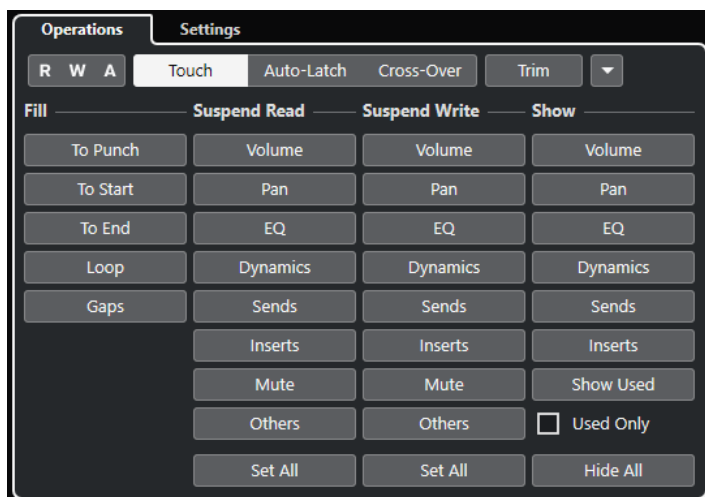 Operations Settings
R W A Touch Auto-Latch Cross-Over Trim
Fill Suspend Read Suspend Write Show
To Punch Volume Volume Volume
To Start Pan Pan Pan
To End EQ EQ EQ
Loop Dynamics Dynamics Dynamics
Gaps Sends Sends Sends
Inserts Inserts Inserts
Mute Mute Show Used
Others Others Used Only
Set All Set All Hide All